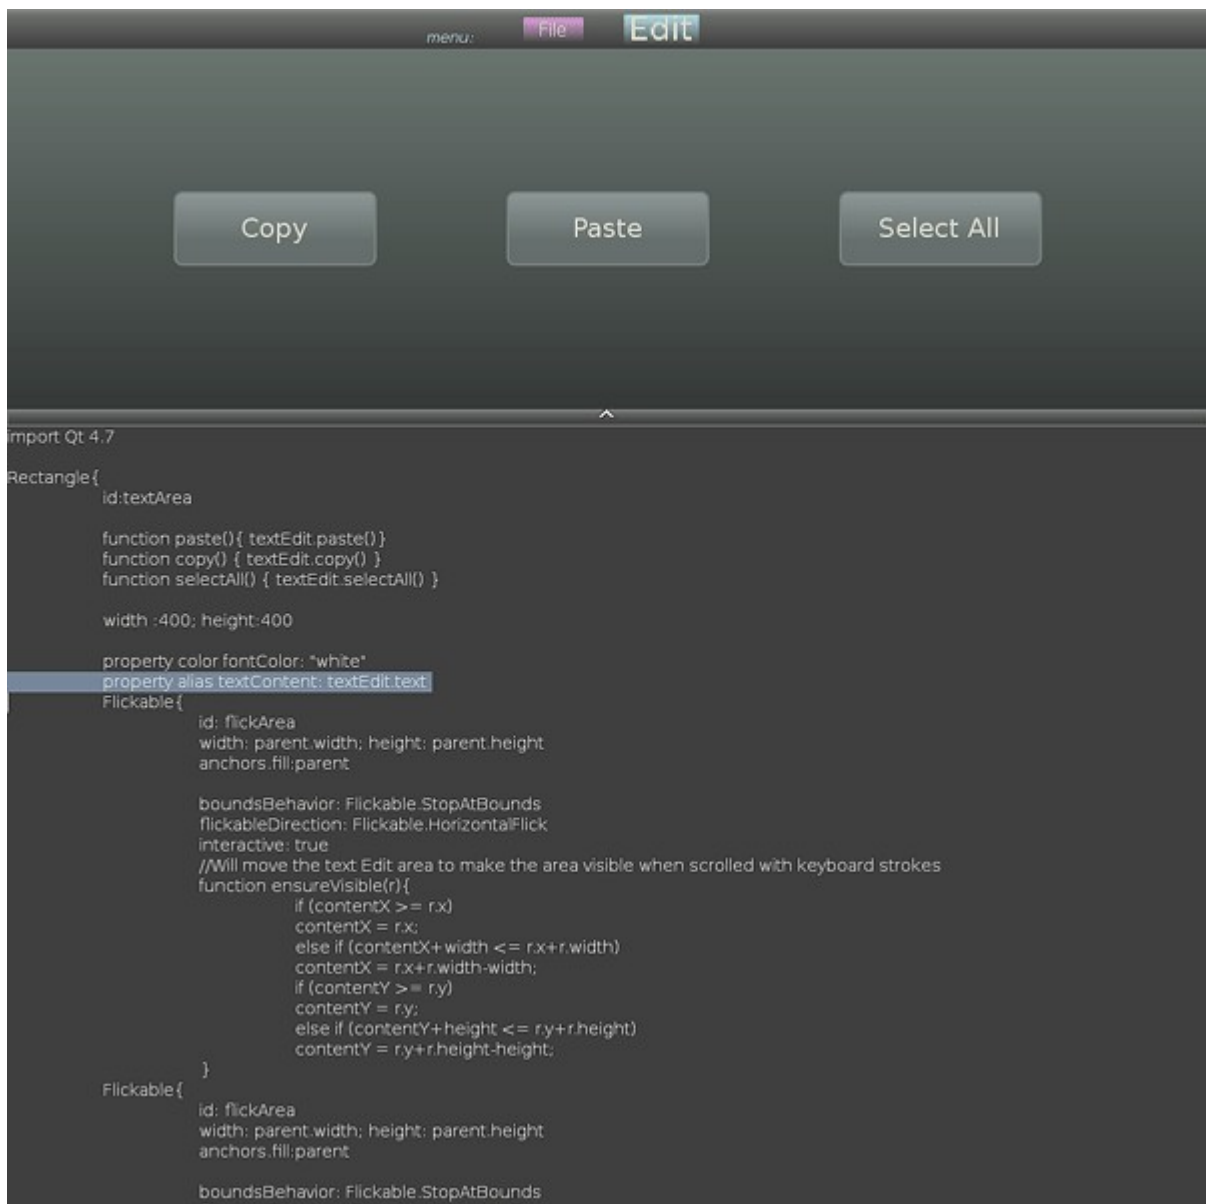 menu: File Edit
Copy Paste Select All
import Qt 4.7
Rectangle{
id:textArea
function paste(){ textEdit.paste()}
function copy() { textEdit.copy() }
function selectAll() { textEdit.selectAll() }
width :400; height:400
property color fontColor: "white"
property alias textContent: textEdit.text
Flickable{
id: flickArea
width: parent.width; height: parent.height
anchors.fill:parent
boundsBehavior: Flickable.StopAtBounds
flickableDirection: Flickable.HorizontalFlick
interactive: true
//Will move the text Edit area to make the area visible when scrolled with keyboard strokes
function ensureVisible(r){
if (contentX >= r.x)
contentX = r.x;
else if (contentX+width <= r.x+r.width)
contentX = r.x+r.width-width;
if (contentY >= r.y)
contentY = r.y;
else if (contentY+height <= r.y+r.height)
contentY = r.y+r.height-height;
}
Flickable{
id: flickArea
width: parent.width; height: parent.height
anchors.fill:parent
boundsBehavior: Flickable.StopAtBounds